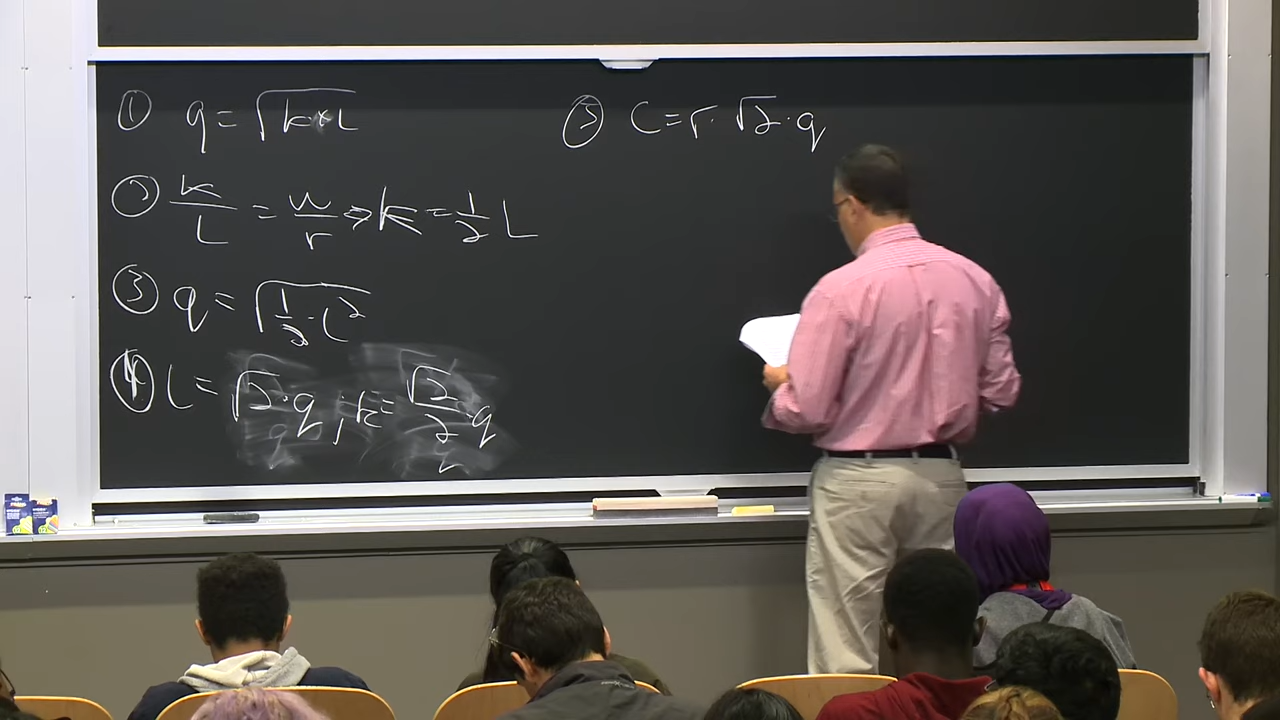 ① q = √(k·L)
② k/L = w/r ⇒ k = 1/2 L
③ q = √(1/2 · L²)
④ L = √2 · q ; k = √2/2 · q
⑤ C = r · √2 · q